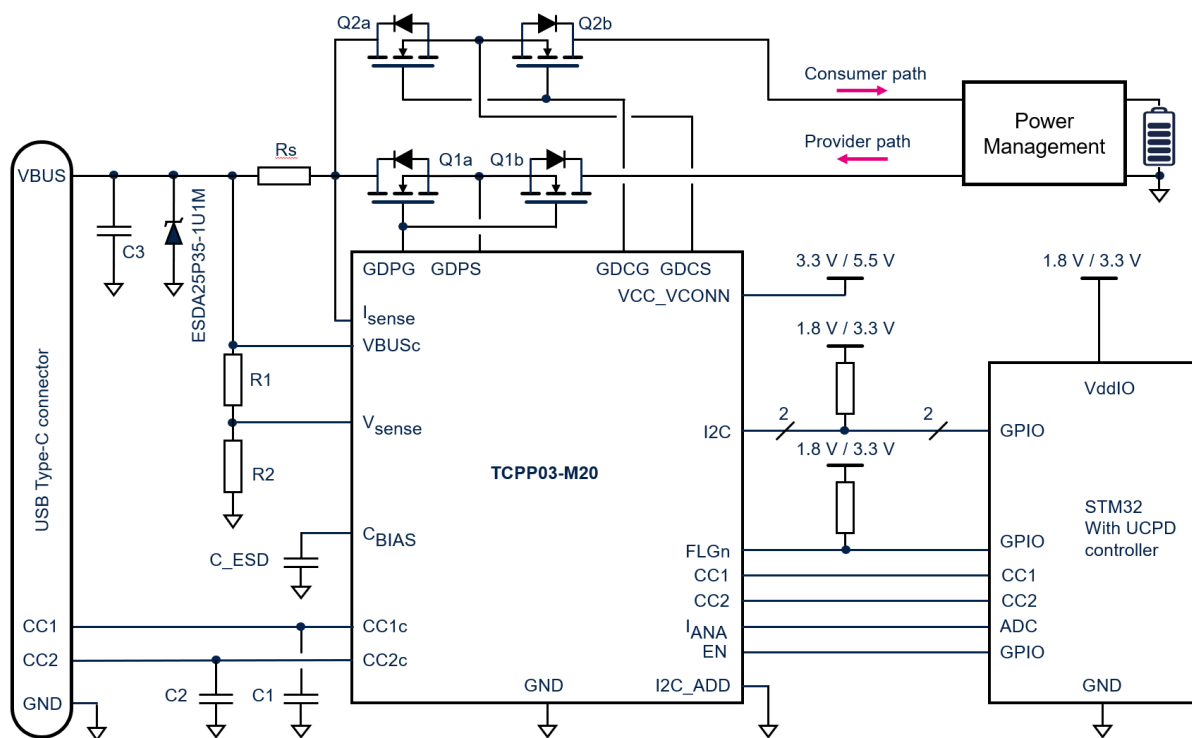 Q2a
Q2b
Consumer path
Provider path
Power
Management
VBUS
Rs
Q1a
Q1b
C3
ESDA25P35-1U1M
GDPG
GDPS
GDCG
GDCS
3.3 V / 5.5 V
1.8 V / 3.3 V
VCC_VCONN
Isense
VBUSc
1.8 V / 3.3 V
R1
VddIO
Vsense
I2C
2
2
GPIO
1.8 V / 3.3 V
R2
TCPP03-M20
USB Type-C connector
STM32
With UCPD
controller
CBIAS
C_ESD
FLGn
GPIO
CC1
CC1
CC2
CC2
CC1
CC1c
IANA
ADC
EN
GPIO
CC2
CC2c
GND
C2
C1
GND
I2C_ADD
GND